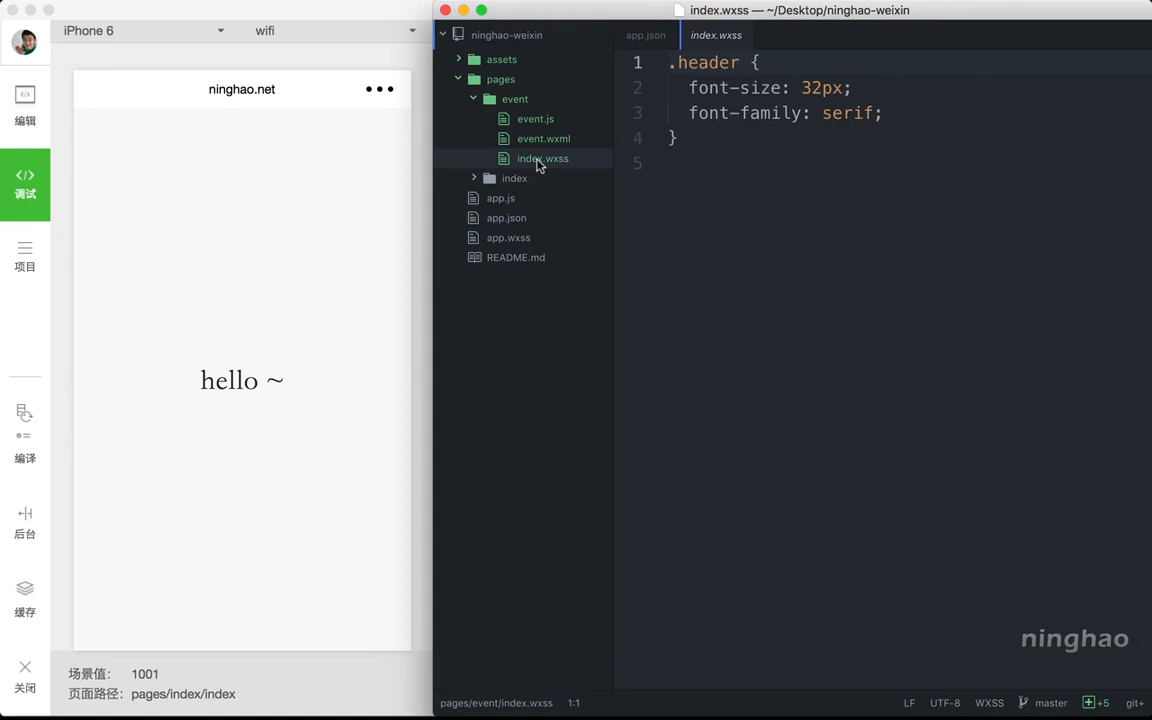 iPhone 6
wifi
编辑
调试
项目
编译
后台
缓存
关闭
ninghao.net
hello ~
场景值： 1001
页面路径： pages/index/index
index.wxss — ~/Desktop/ninghao-weixin
ninghao-weixin
assets
pages
event
event.js
event.wxml
index.wxss
index
app.js
app.json
app.wxss
README.md
app.json
index.wxss
1 .header {
2 font-size: 32px;
3 font-family: serif;
4 }
5
ninghao
pages/event/index.wxss 1:1
LF UTF-8 WXSS master +5 git+